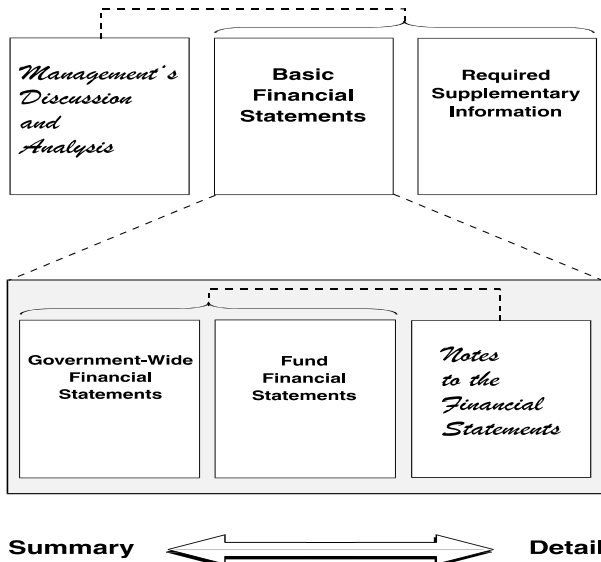 Management's
Discussion
and
Analysis
Basic
Financial
Statements
Required
Supplementary
Information
Government-Wide
Financial
Statements
Fund
Financial
Statements
Notes
to the
Financial
Statements
Summary
Detail